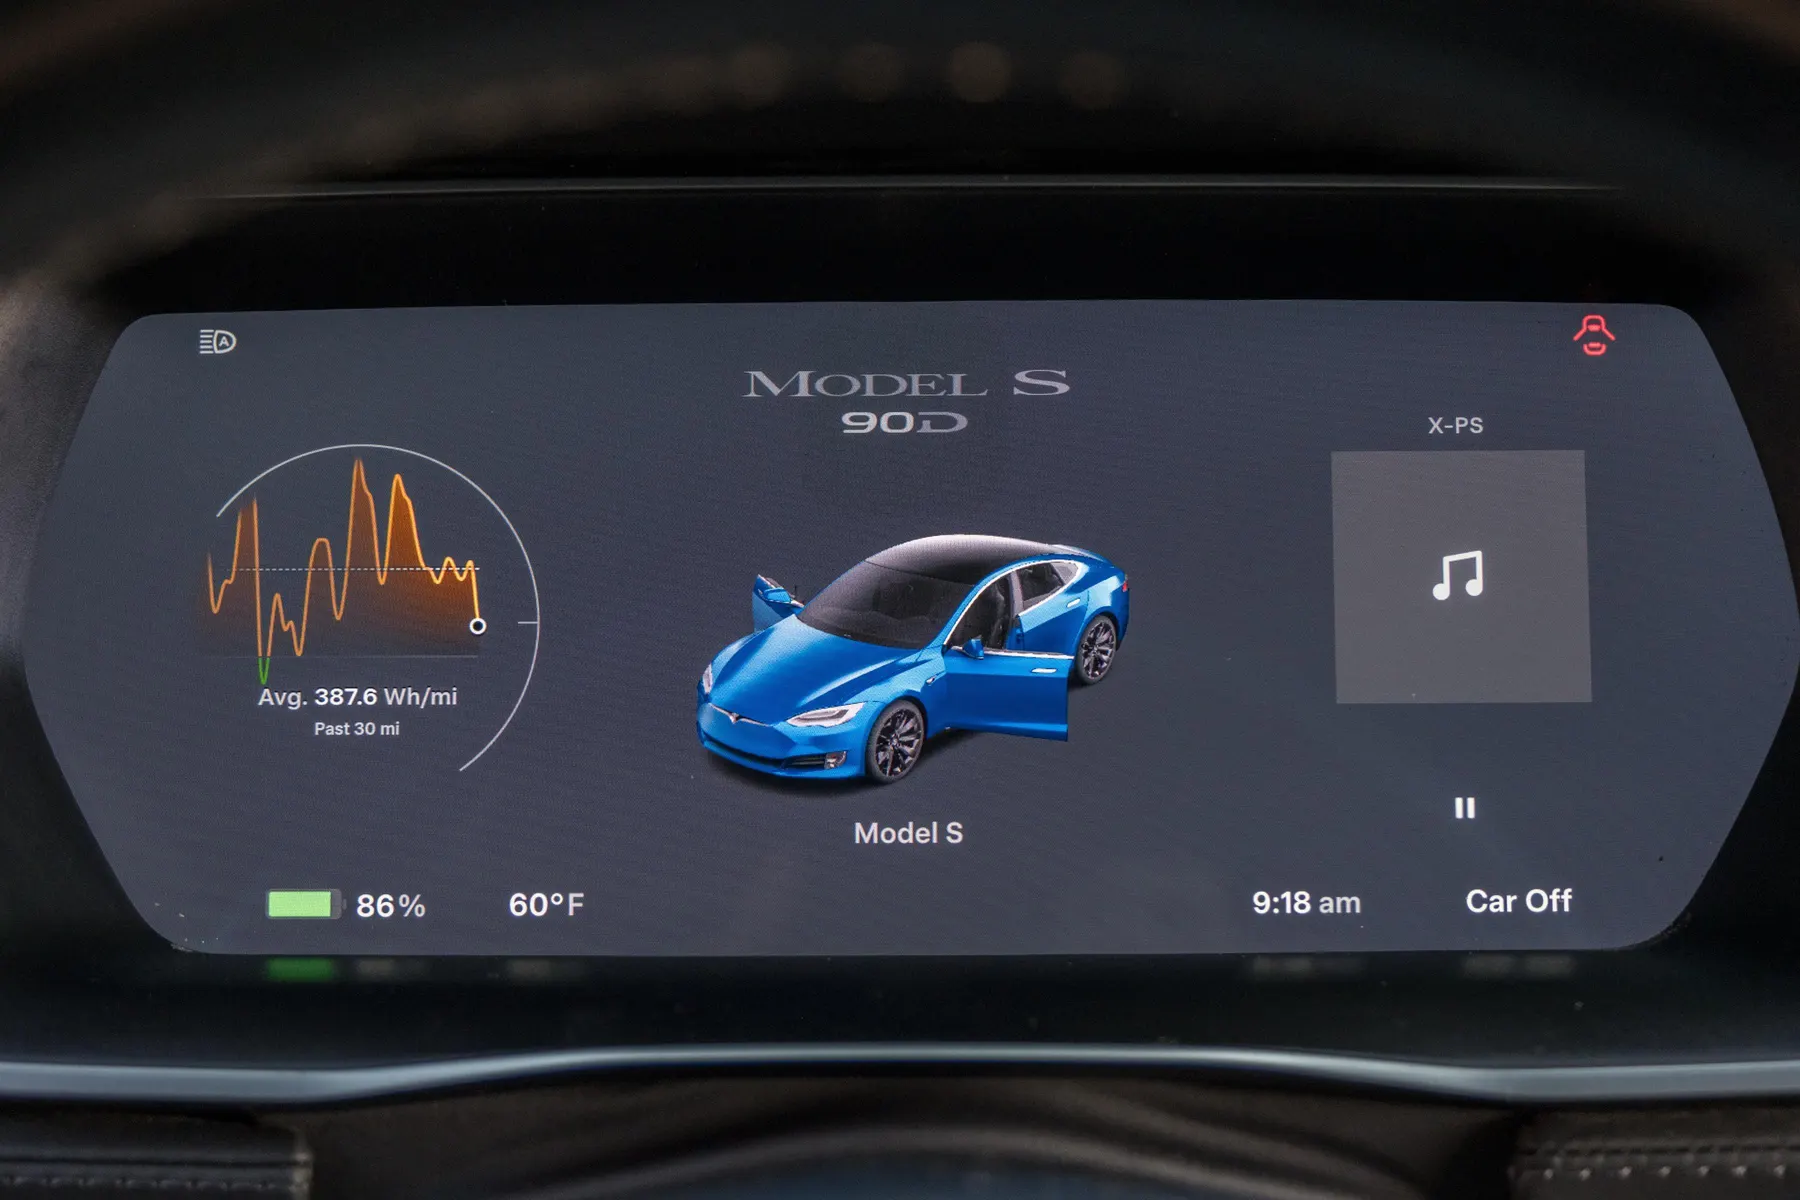 MODEL S
90D
X-PS
Avg. 387.6 Wh/mi
Past 30 mi
Model S
86%
60°F
9:18 am
Car Off